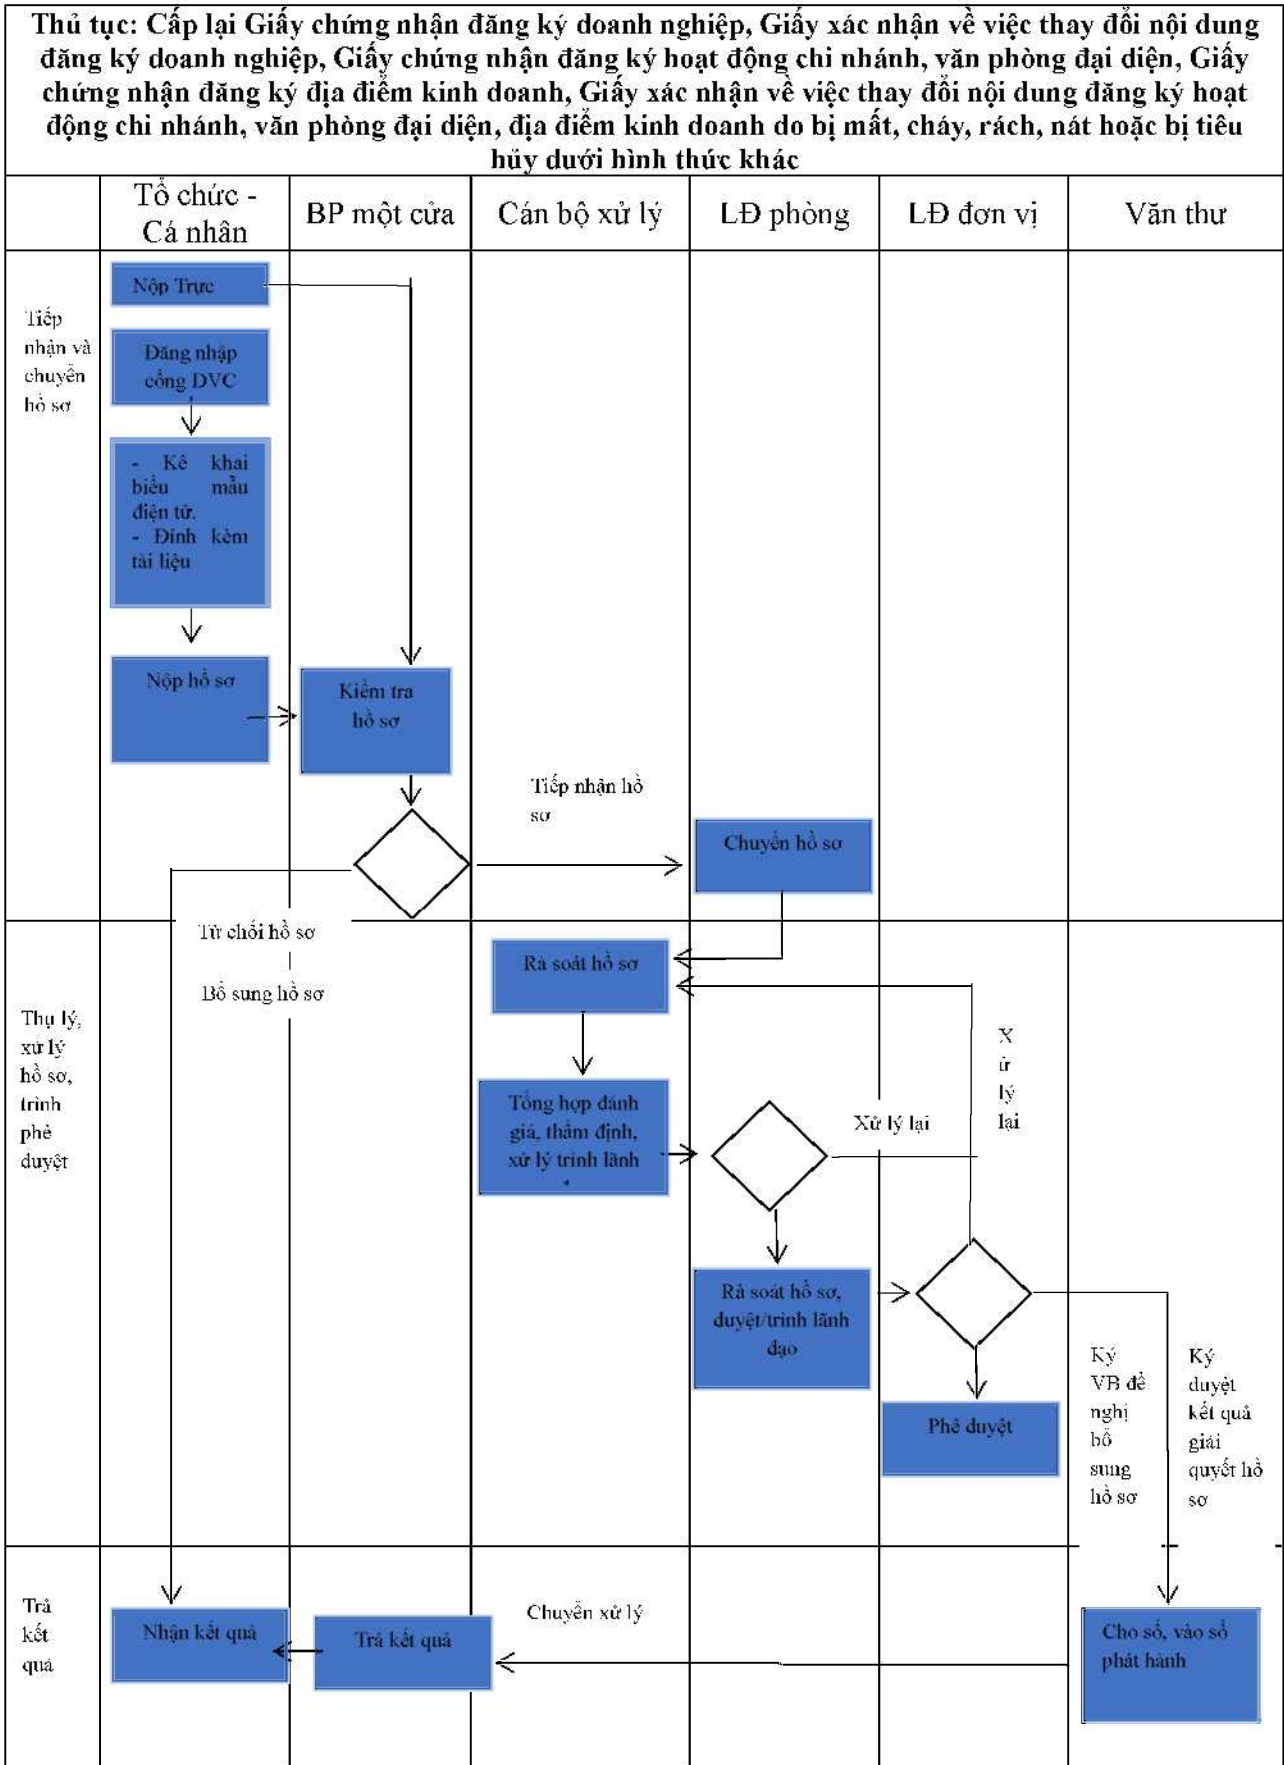 Thủ tục: Cấp lại Giấy chứng nhận đăng ký doanh nghiệp, Giấy xác nhận về việc thay đổi nội dung
đăng ký doanh nghiệp, Giấy chứng nhận đăng ký hoạt động chi nhánh, văn phòng đại diện, Giấy
chứng nhận đăng ký địa điểm kinh doanh, Giấy xác nhận về việc thay đổi nội dung đăng ký hoạt
động chi nhánh, văn phòng đại diện, địa điểm kinh doanh do bị mất, cháy, rách, nát hoặc bị tiêu
hủy dưới hình thức khác
Tổ chức -
Cá nhân
BP một cửa
Cán bộ xử lý
LĐ phòng
LĐ đơn vị
Văn thư
Tiếp
nhận và
chuyển
hồ sơ
Nộp Trực
Đăng nhập
cổng DVC
- Kê khai
biểu mẫu
điện tử.
- Đính kèm
tài liệu
Nộp hồ sơ
Kiểm tra
hồ sơ
Tiếp nhận hồ
sơ
Chuyển hồ sơ
Từ chối hồ sơ
Bổ sung hồ sơ
Thụ lý,
xử lý
hồ sơ,
trình
phê
duyệt
Rà soát hồ sơ
Tổng hợp đánh
giá, thẩm định,
xử lý trình lãnh
Xử lý lại
X
ử
lý
lại
Rà soát hồ sơ,
duyệt/trình lãnh
đạo
Phê duyệt
Ký
VB đề
nghị
bổ
sung
hồ sơ
Ký
duyệt
kết quả
giải
quyết hồ
sơ
Trả
kết
quả
Nhận kết quả
Trả kết quả
Chuyển xử lý
Cho số, vào sổ
phát hành